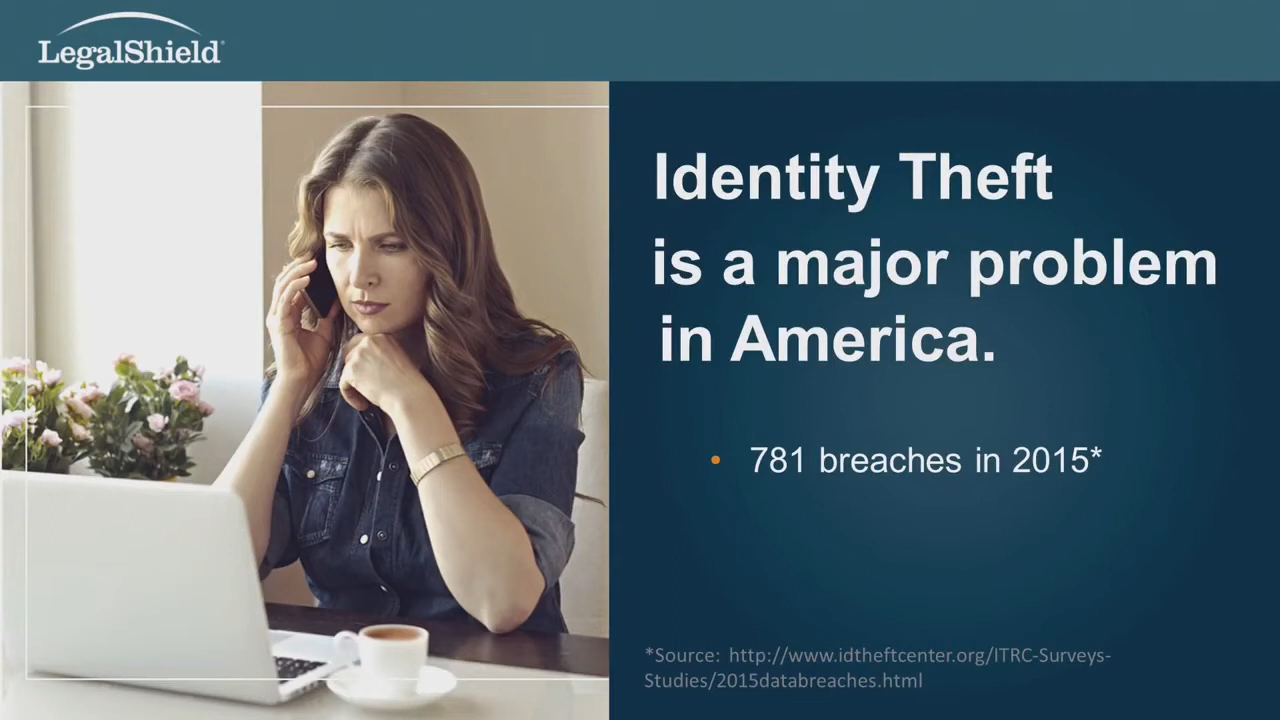 LegalShield
Identity Theft
is a major problem
in America.
• 781 breaches in 2015*
*Source: http://www.idtheftcenter.org/ITRC-Surveys-
Studies/2015databreaches.html